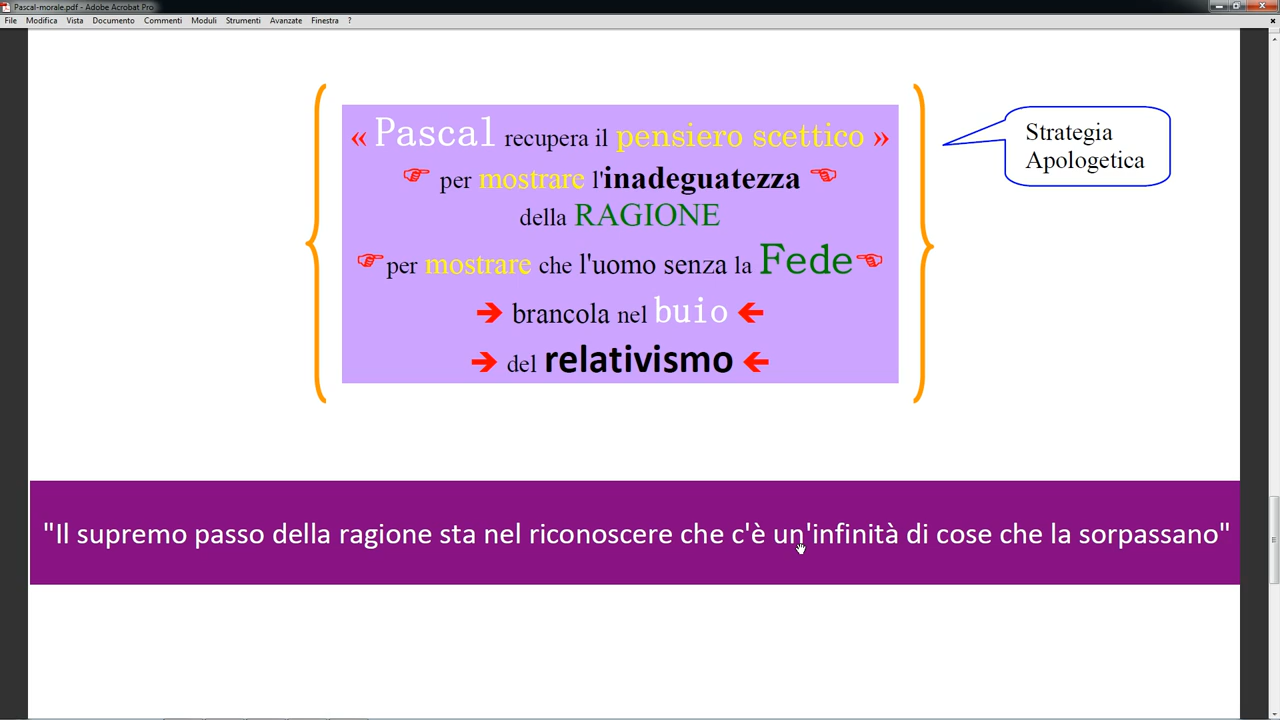 Pascal-morale.pdf - Adobe Acrobat Pro
File Modifica Vista Documento Commenti Moduli Strumenti Avanzate Finestra ?
« Pascal recupera il pensiero scettico »
per mostrare l'inadeguatezza
della RAGIONE
per mostrare che l'uomo senza la Fede
brancola nel buio
del relativismo
Strategia
Apologetica
"Il supremo passo della ragione sta nel riconoscere che c'è un'infinità di cose che la sorpassano"